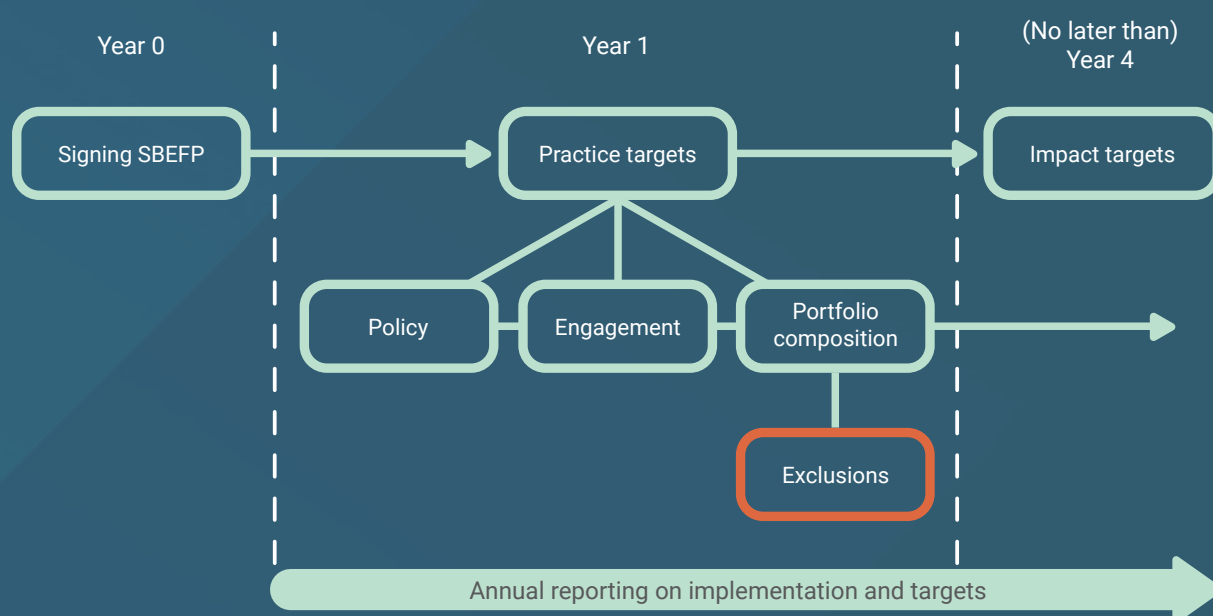 Year 0
Year 1
(No later than)
Year 4
Signing SBEFP
Practice targets
Impact targets
Policy
Engagement
Portfolio
composition
Exclusions
Annual reporting on implementation and targets